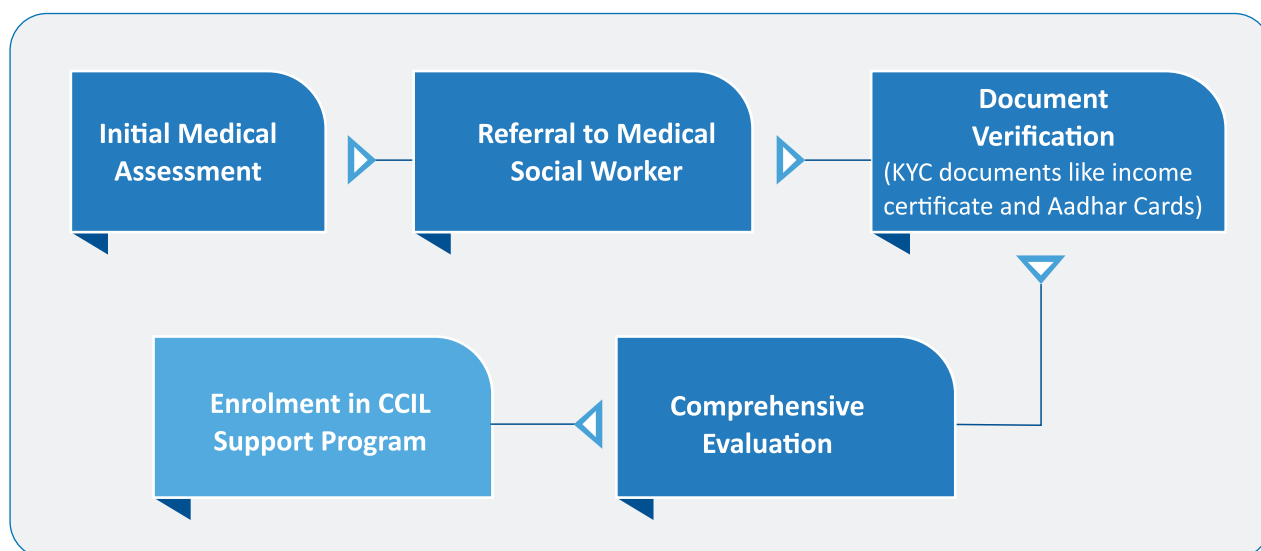 Initial Medical
Assessment
Referral to Medical
Social Worker
Document
Verification
(KYC documents like income
certificate and Aadhar Cards)
Comprehensive
Evaluation
Enrolment in CCIL
Support Program